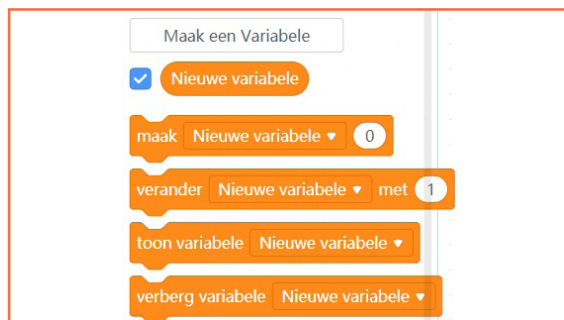 Maak een Variabele
Nieuwe variabele
maak Nieuwe variabele 0
verander Nieuwe variabele met 1
toon variabele Nieuwe variabele
verberg variabele Nieuwe variabele